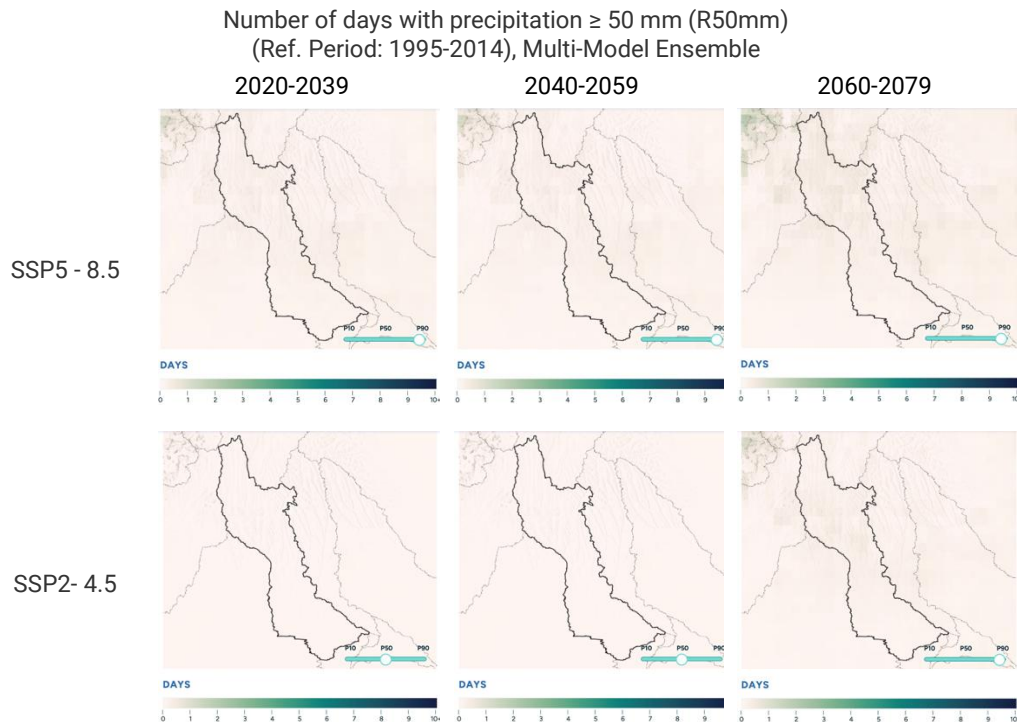 Number of days with precipitation ≥ 50 mm (R50mm)
(Ref. Period: 1995-2014), Multi-Model Ensemble
2020-2039 2040-2059 2060-2079
SSP5 - 8.5
P10 P50 P90 P10 P50 P90 P10 P50 P90
DAYS DAYS DAYS
0 1 2 3 4 5 6 7 8 9 10+ 0 1 2 3 4 5 6 7 8 9 0 1 2 3 4 5 6 7 8 9 10
SSP2- 4.5
P10 P50 P90 P10 P50 P90 P10 P50 P90
DAYS DAYS DAYS
0 1 2 3 4 5 6 7 8 9 10+ 0 1 2 3 4 5 6 7 8 9 0 1 2 3 4 5 6 7 8 9 10